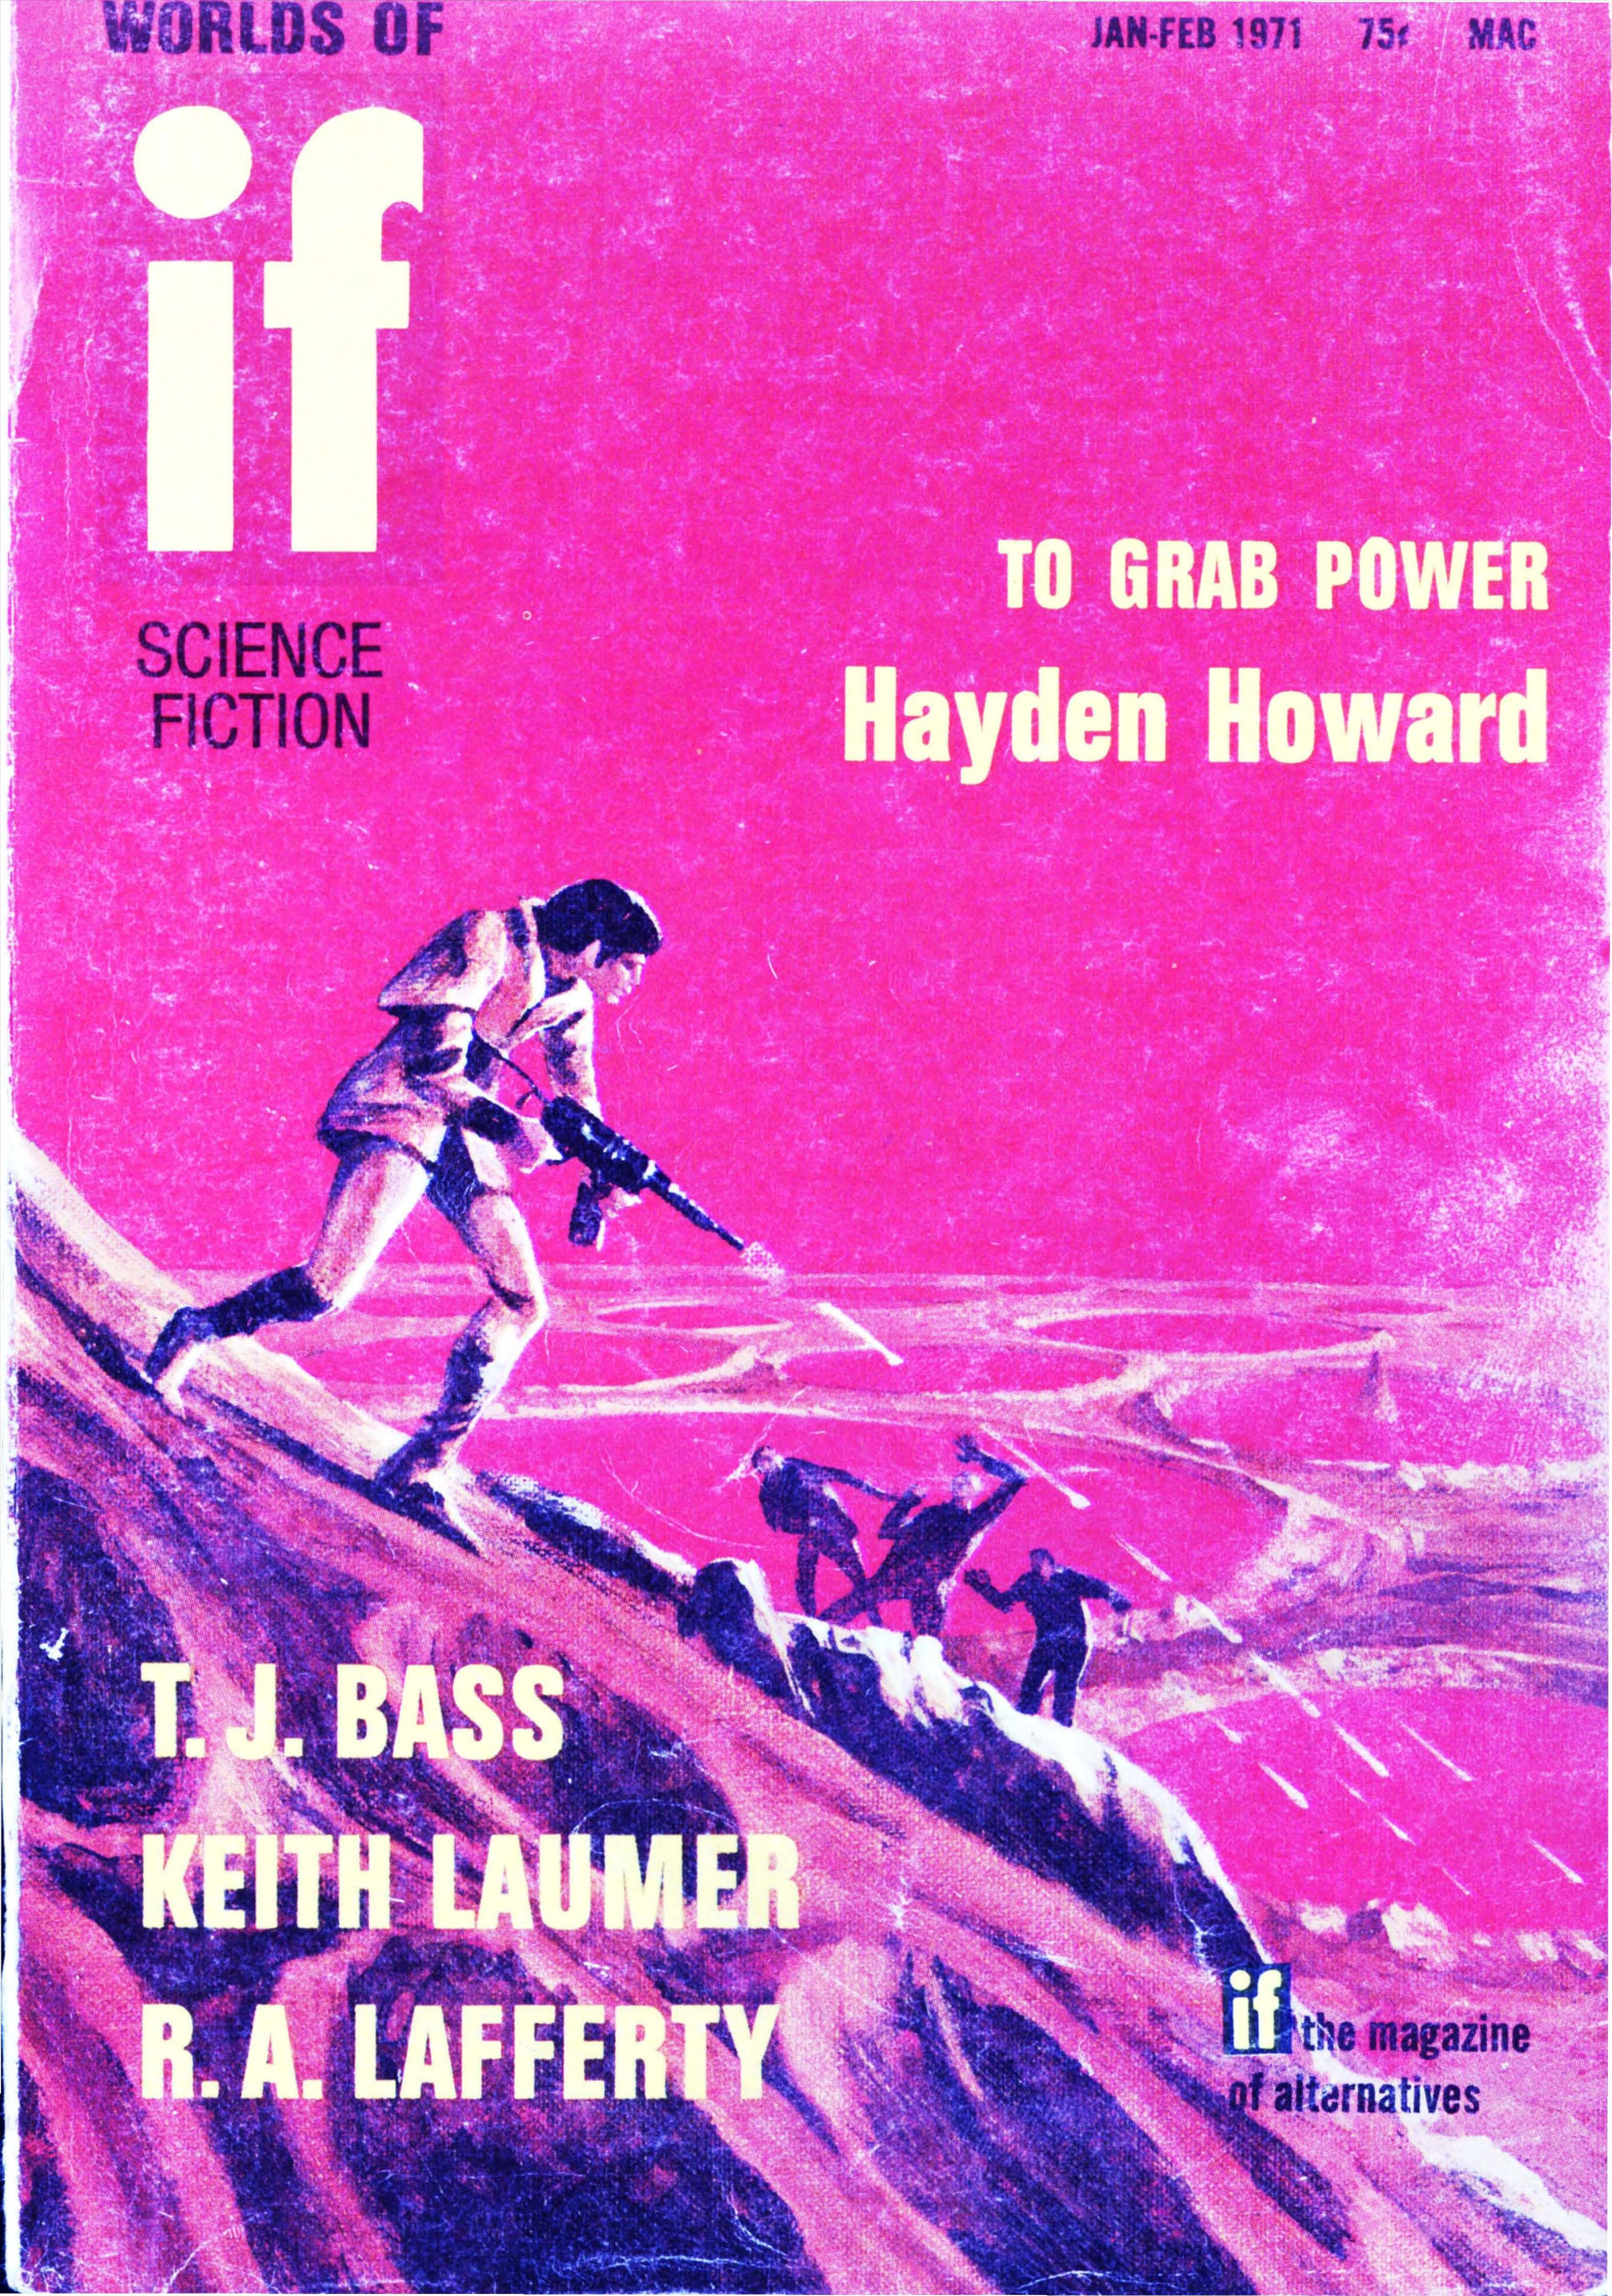 WORLDS OF
JAN-FEB 1971 75¢ MAC
if
SCIENCE
FICTION
TO GRAB POWER
Hayden Howard
T. J. BASS
KEITH LAUMER
R. A. LAFFERTY
if the magazine
of alternatives